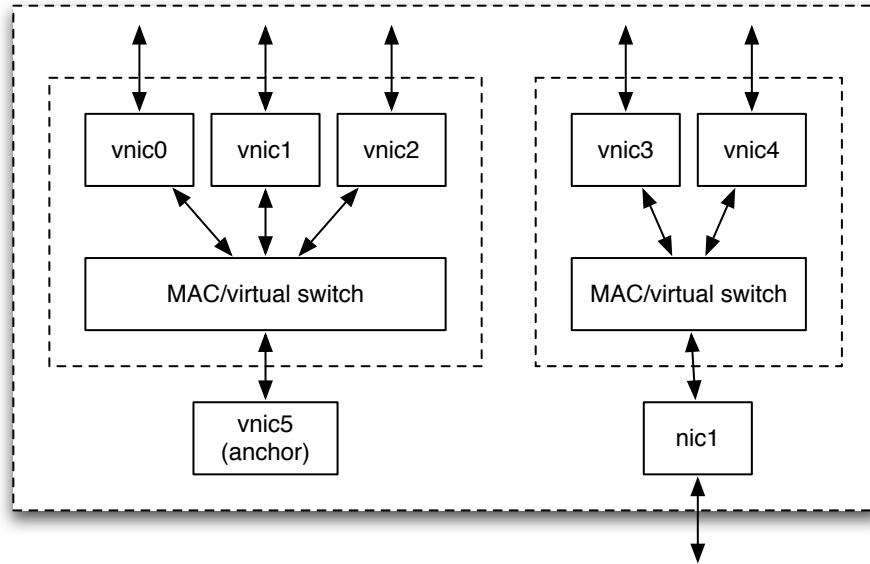 vnic0
vnic1
vnic2
vnic3
vnic4
MAC/virtual switch
MAC/virtual switch
vnic5
(anchor)
nic1